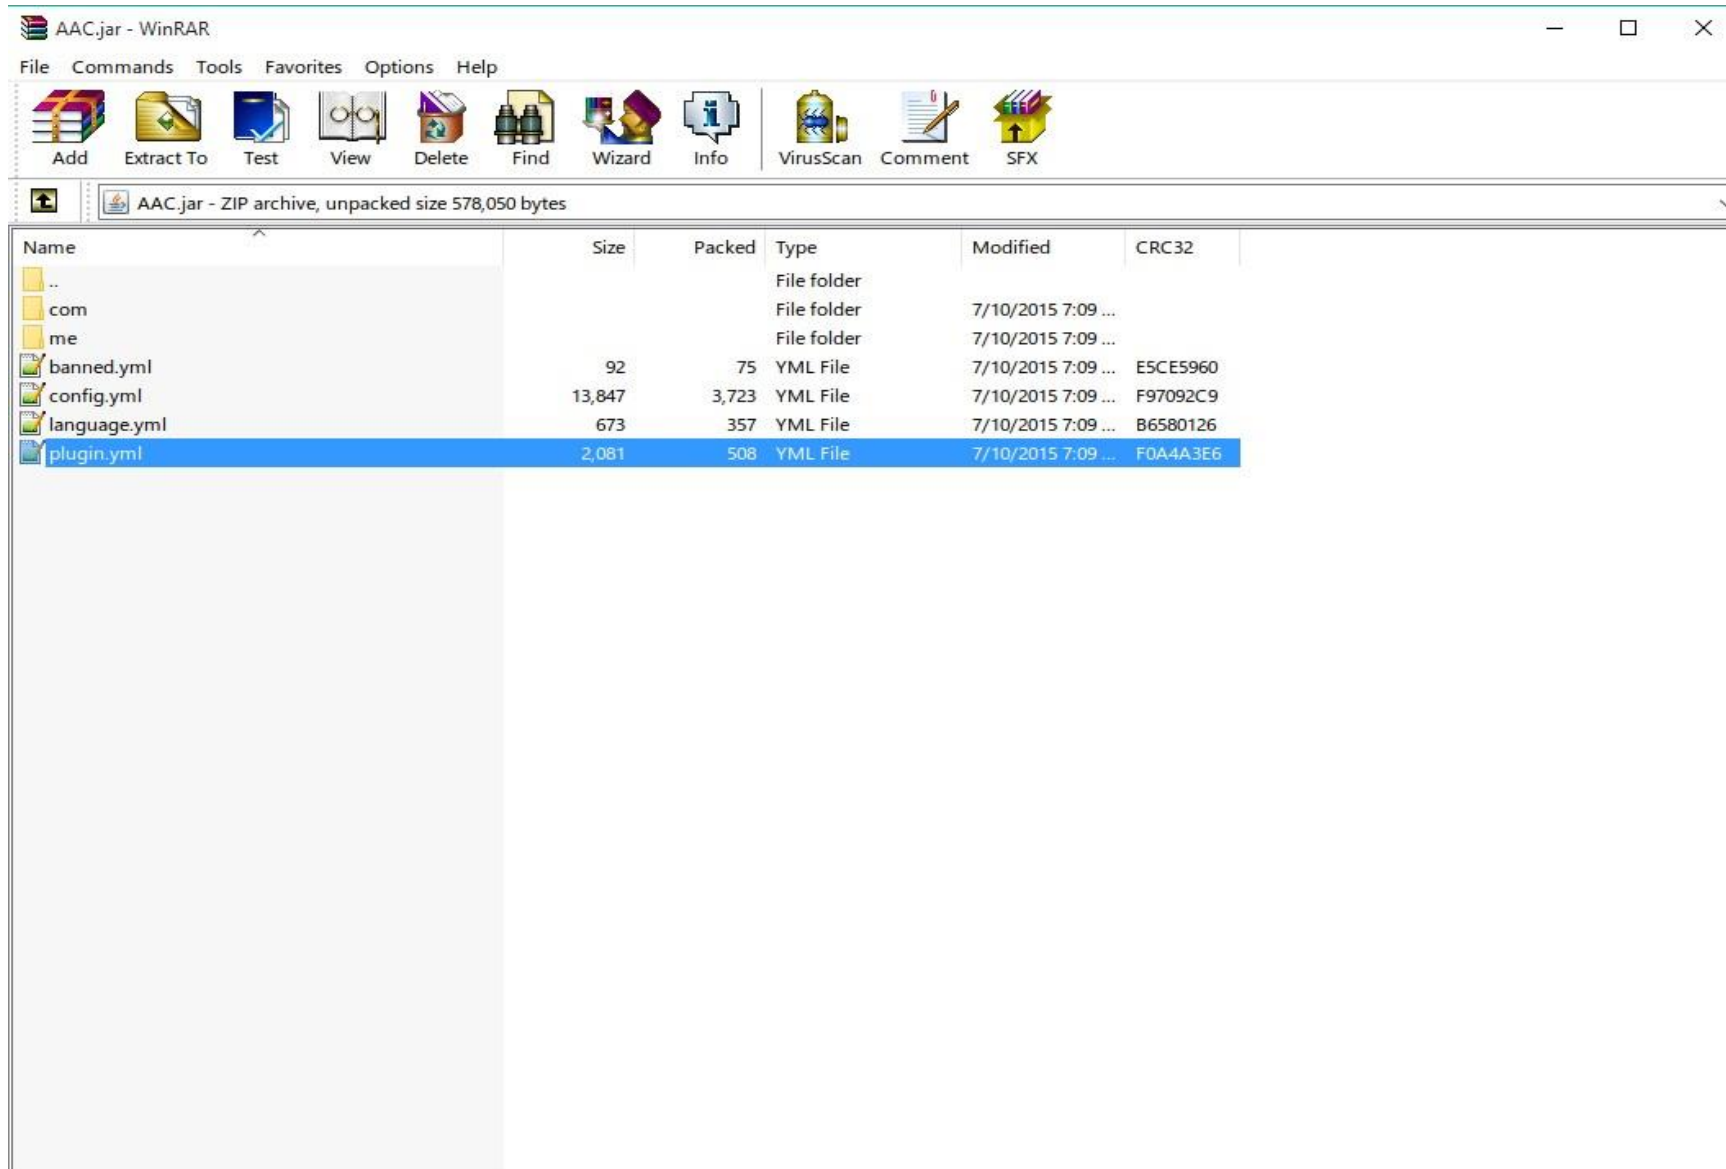 AAC.jar - WinRAR
File Commands Tools Favorites Options Help
Add Extract To Test View Delete Find Wizard Info VirusScan Comment SFX
AAC.jar - ZIP archive, unpacked size 578,050 bytes
Name Size Packed Type Modified CRC32
.. File folder
com File folder 7/10/2015 7:09 ...
me File folder 7/10/2015 7:09 ...
banned.yml 92 75 YML File 7/10/2015 7:09 ... E5CE5960
config.yml 13,847 3,723 YML File 7/10/2015 7:09 ... F97092C9
language.yml 673 357 YML File 7/10/2015 7:09 ... B6580126
plugin.yml 2,081 508 YML File 7/10/2015 7:09 ... F0A4A3E6